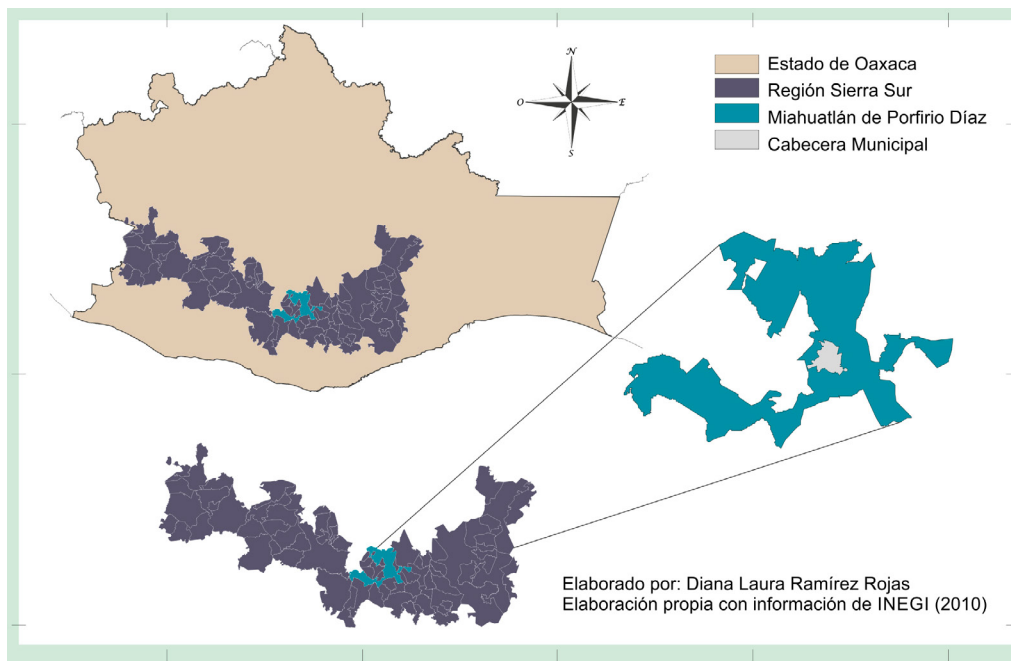 N
O
E
S
Estado de Oaxaca
Región Sierra Sur
Miahuatlán de Porfirio Díaz
Cabecera Municipal
Elaborado por: Diana Laura Ramírez Rojas
Elaboración propia con información de INEGI (2010)